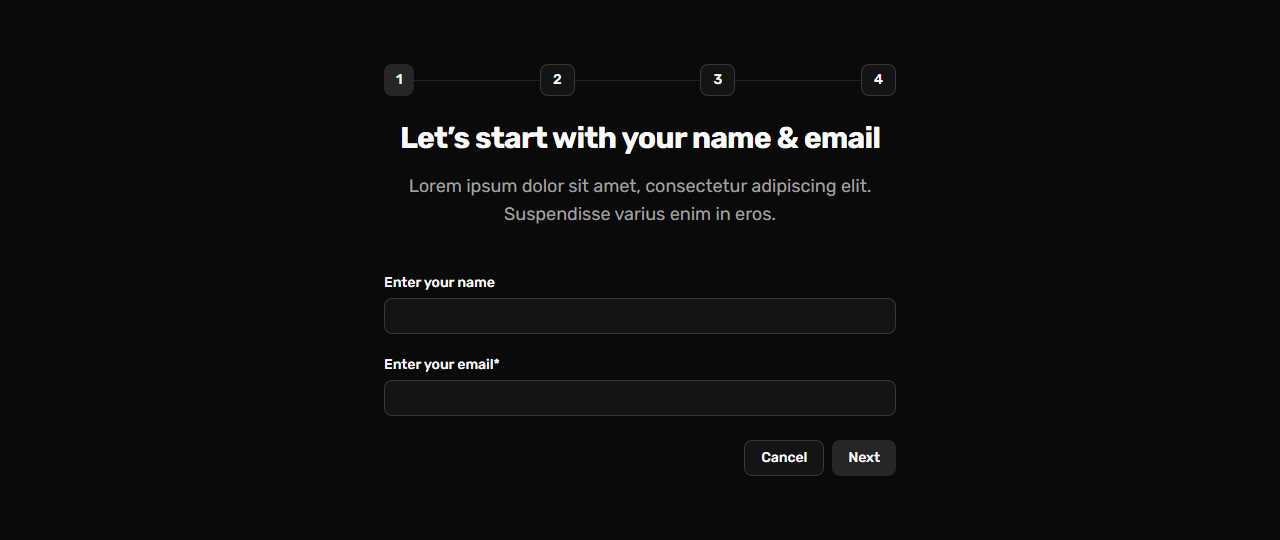 1 2 3 4
Let’s start with your name & email
Lorem ipsum dolor sit amet, consectetur adipiscing elit.
Suspendisse varius enim in eros.
Enter your name
Enter your email*
Cancel Next